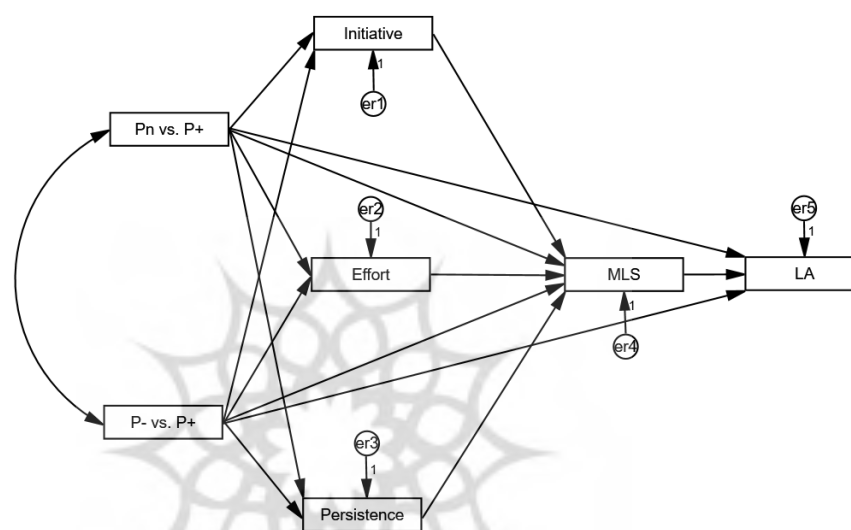 Initiative
1
er1
Pn vs. P+
er2
1
er5
1
Effort
MLS
LA
1
er4
P- vs. P+
er3
1
Persistence